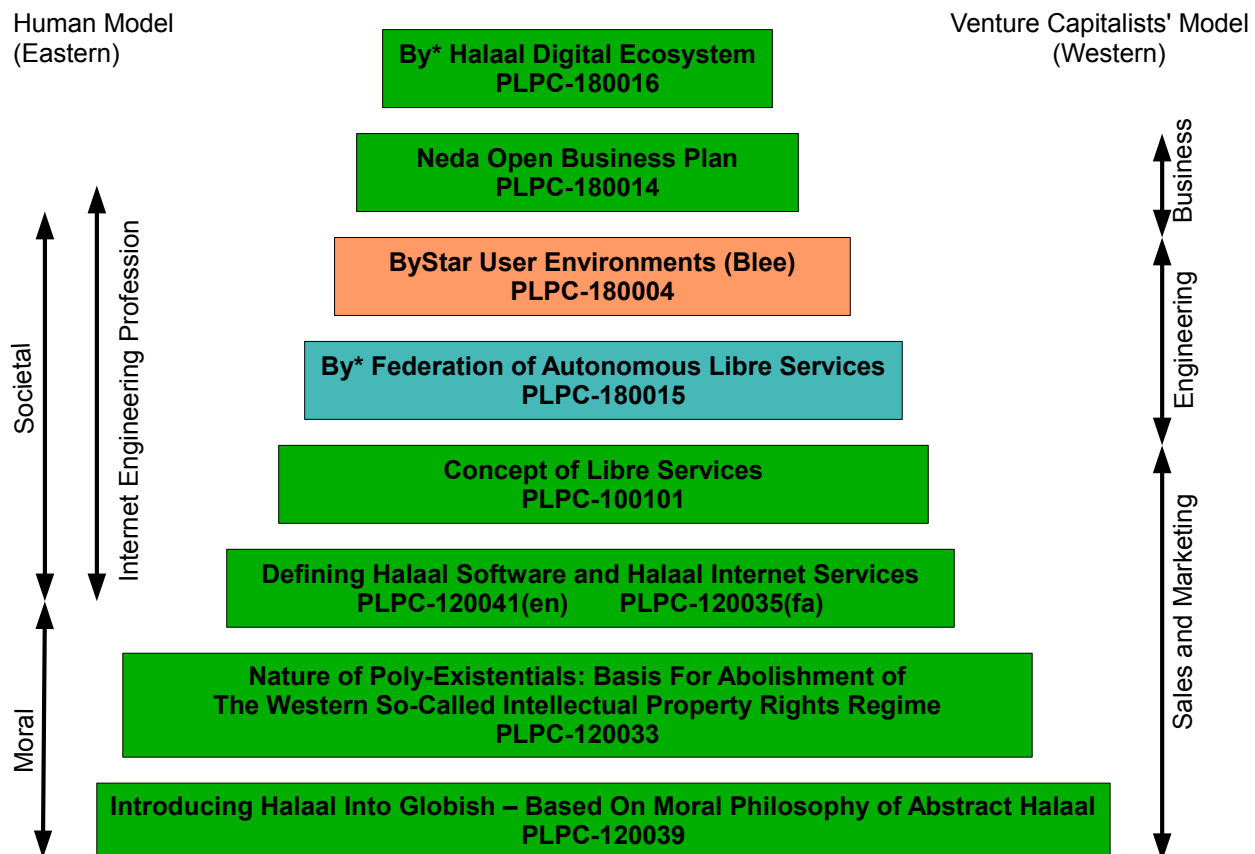 Human Model
(Eastern)
Venture Capitalists' Model
(Western)
By* Halaal Digital Ecosystem
PLPC-180016
Neda Open Business Plan
PLPC-180014
ByStar User Environments (Blee)
PLPC-180004
By* Federation of Autonomous Libre Services
PLPC-180015
Concept of Libre Services
PLPC-100101
Defining Halaal Software and Halaal Internet Services
PLPC-120041(en) PLPC-120035(fa)
Nature of Poly-Existentials: Basis For Abolishment of
The Western So-Called Intellectual Property Rights Regime
PLPC-120033
Introducing Halaal Into Globish – Based On Moral Philosophy of Abstract Halaal
PLPC-120039
Societal
Moral
Internet Engineering Profession
Business
Engineering
Sales and Marketing